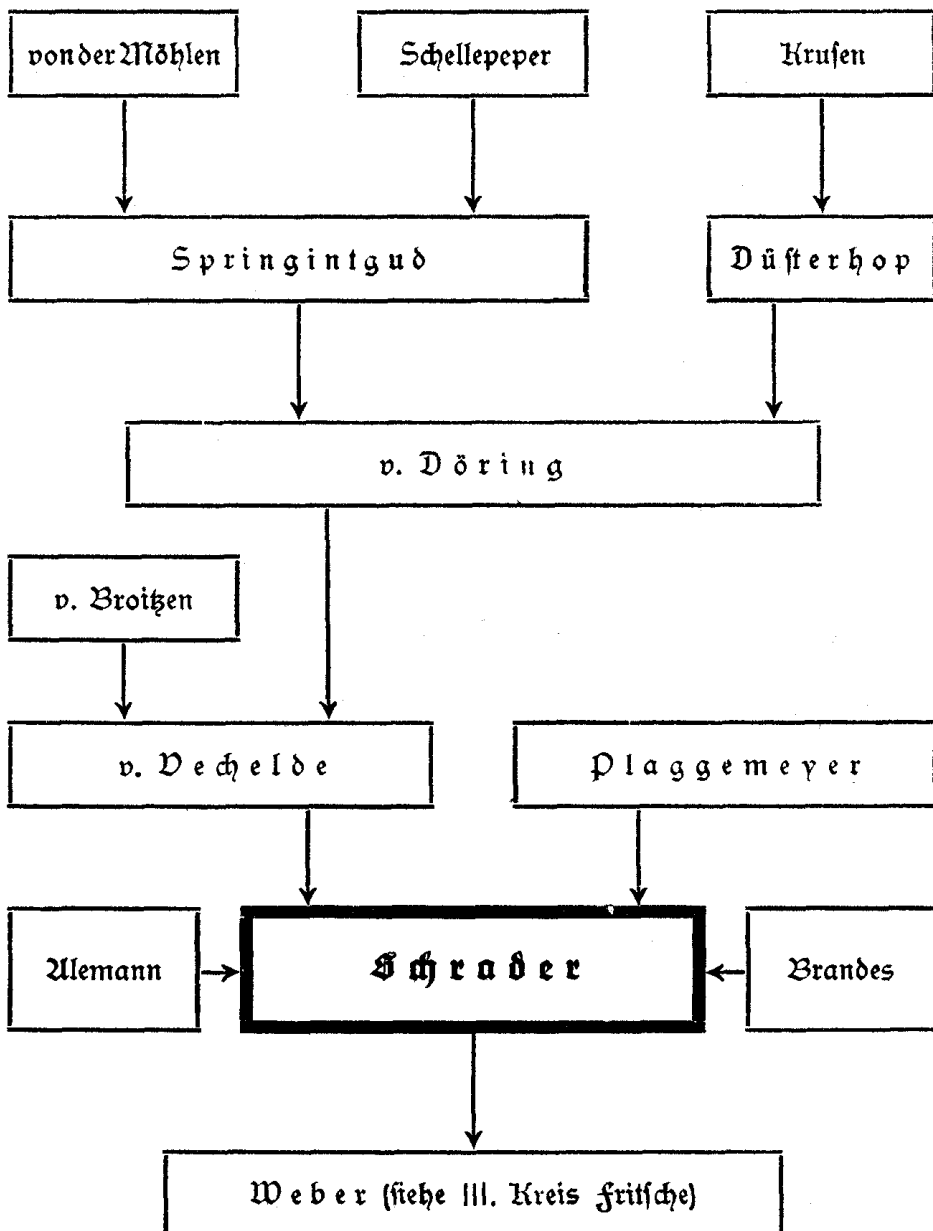 von der Möhlen
Schellepeper
Krusen
Springintgud
Düsterhop
v. Döring
v. Broitzen
v. Vechelde
Plaggemeyer
Alemann
Schrader
Brandes
Weber (siehe III. Kreis Fritsche)